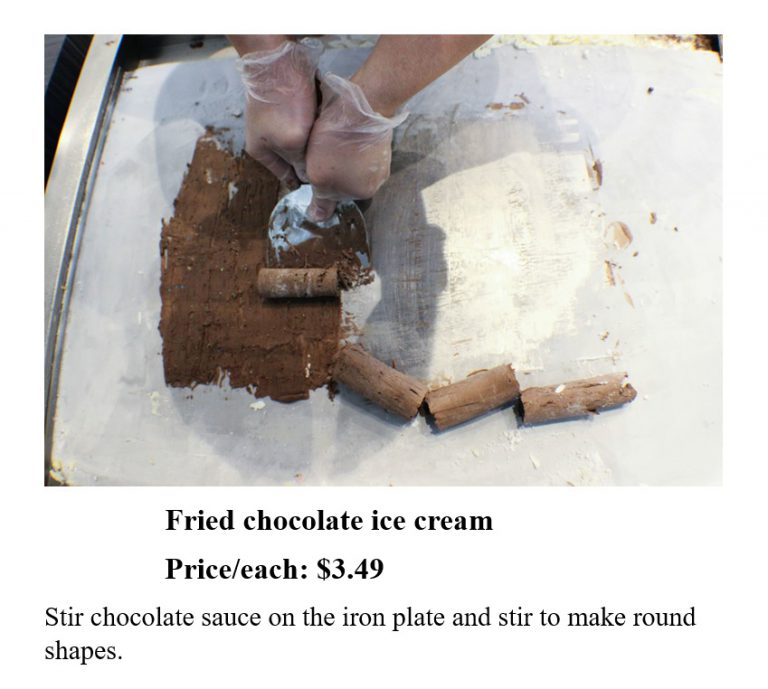 Fried chocolate ice cream
Price/each: $3.49
Stir chocolate sauce on the iron plate and stir to make round
shapes.